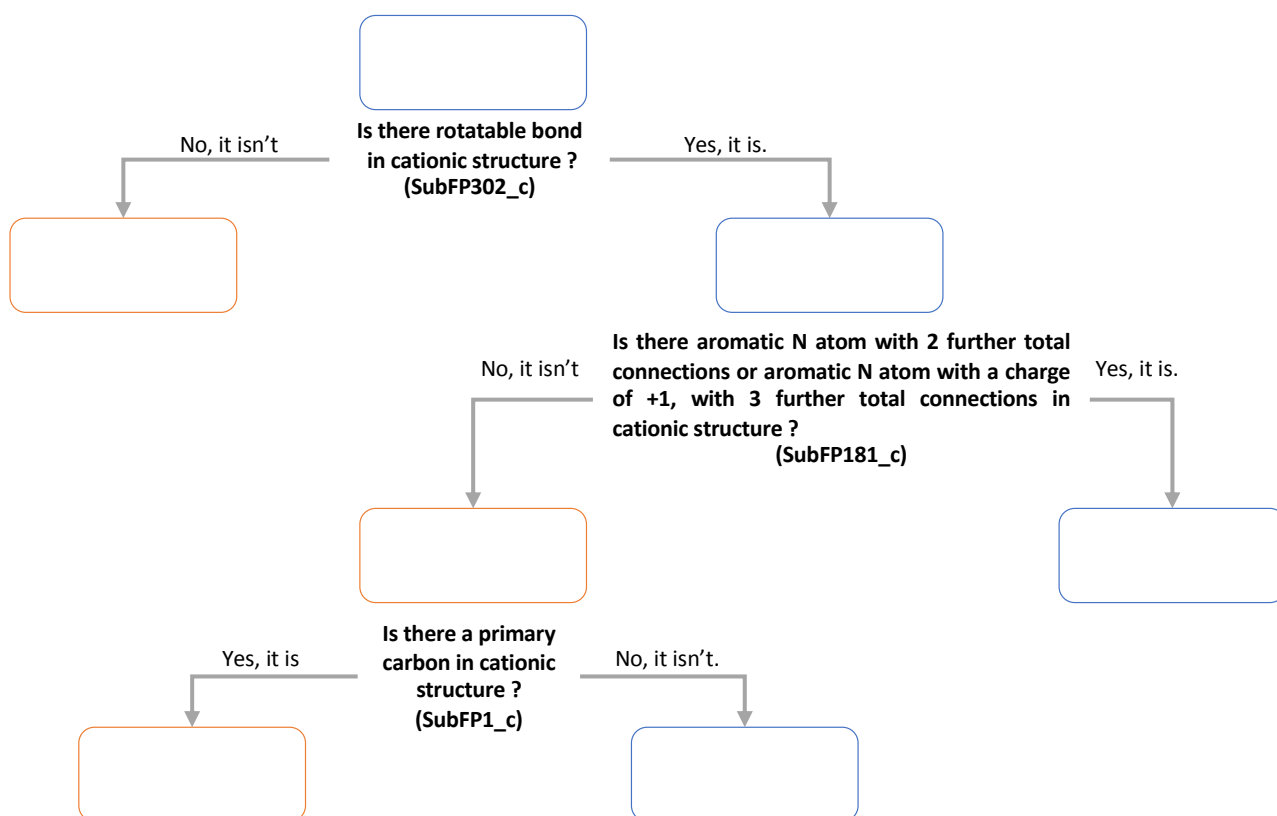 Is there rotatable bond
in cationic structure ?
(SubFP302_c)
No, it isn't
Yes, it is.
Is there aromatic N atom with 2 further total
connections or aromatic N atom with a charge
of +1, with 3 further total connections in
cationic structure ?
(SubFP181_c)
No, it isn't
Yes, it is.
Is there a primary
carbon in cationic
structure ?
(SubFP1_c)
Yes, it is
No, it isn't.